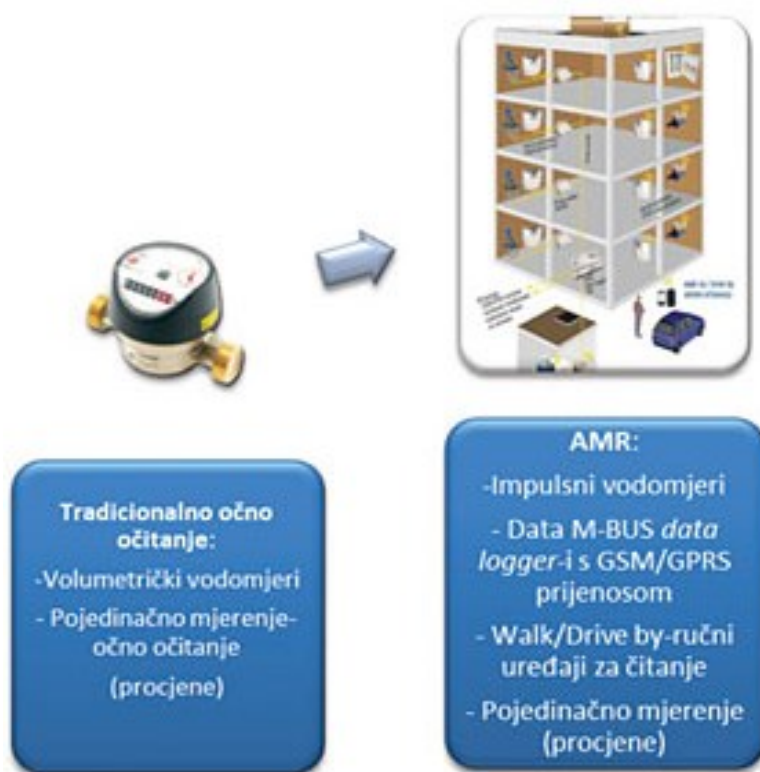 Tradicionalno očno
očitanje:
-Volumetrički vodomjeri
- Pojedinačno mjerenje-
očno očitanje
(procjene)
AMR:
-Impulsni vodomjeri
- Data M-BUS data
logger-i s GSM/GPRS
prijenosom
- Walk/Drive by-ručni
uređaji za čitanje
- Pojedinačno mjerenje
(procjene)